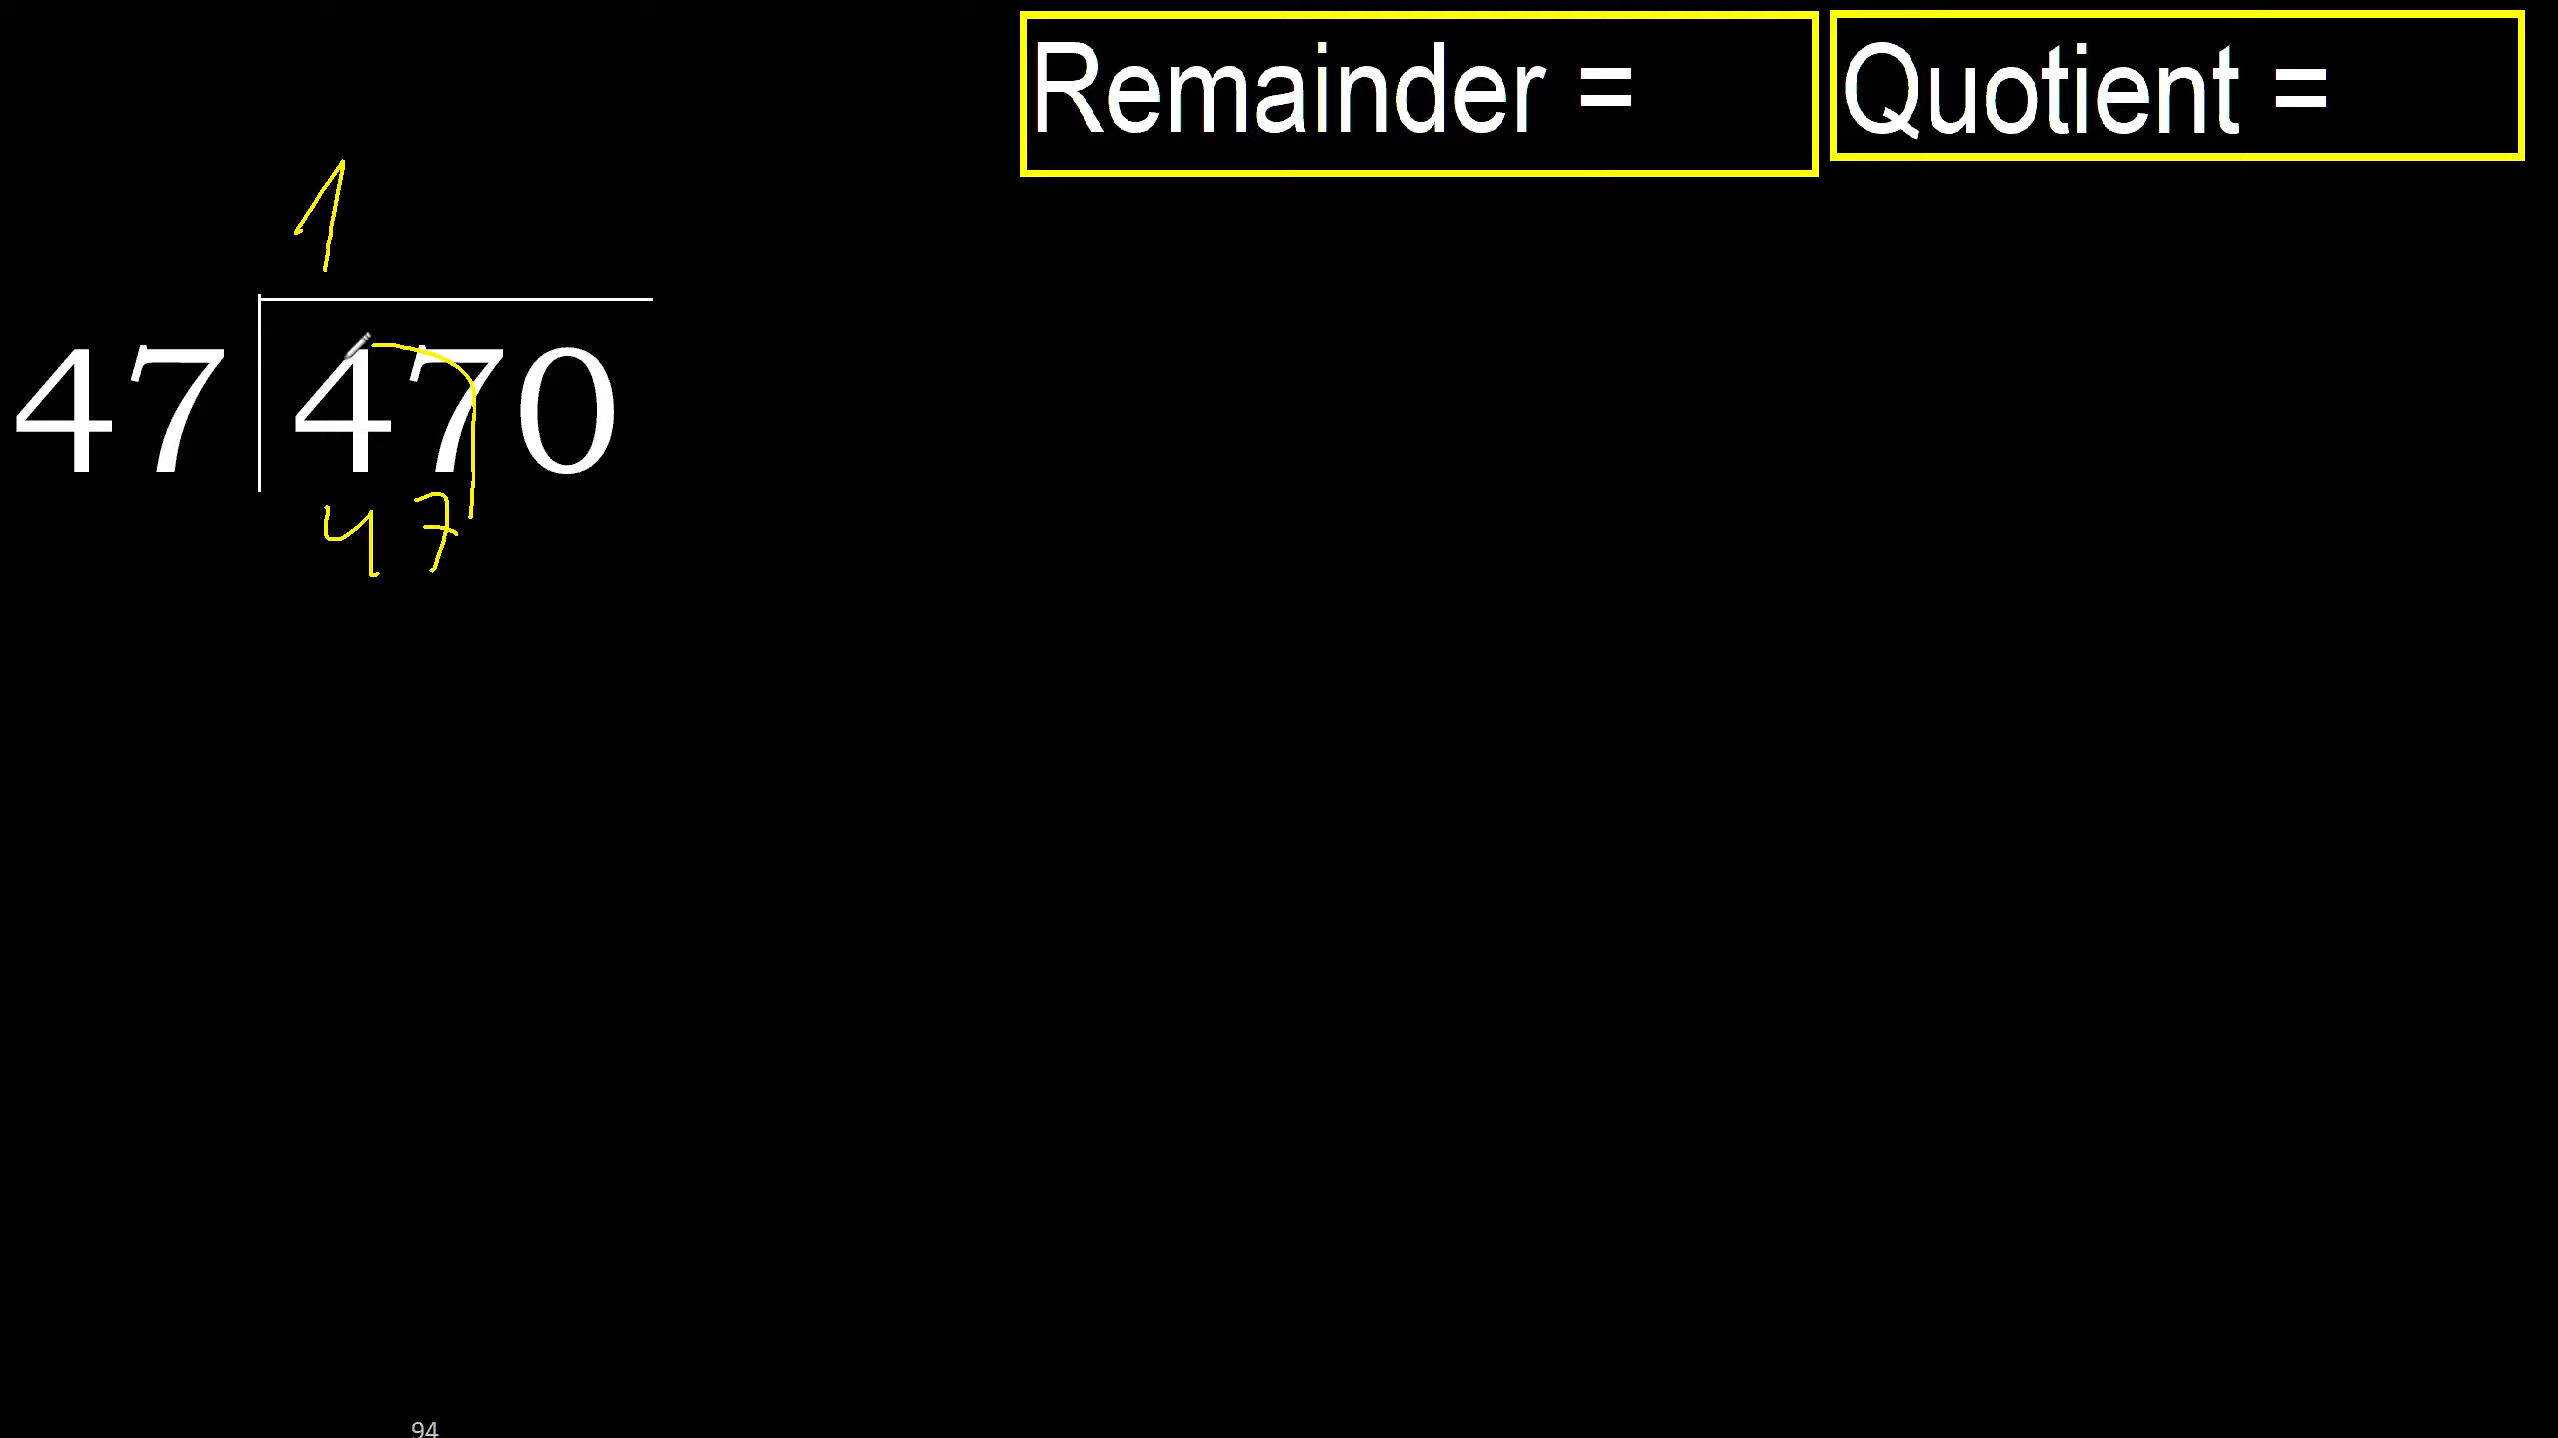 Remainder =
Quotient =
1
47 470
47
94